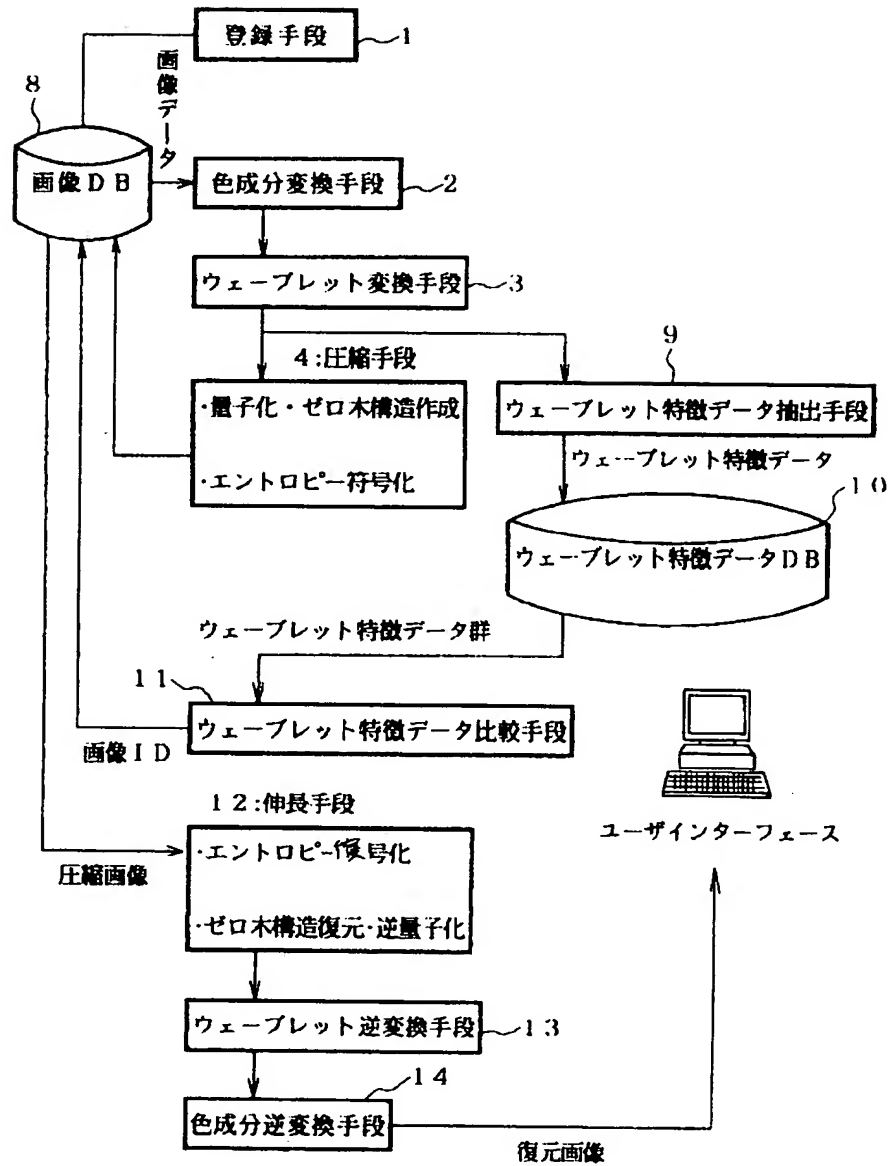 登録手段
1
画像データ
8
画像DB
色成分変換手段
2
ウェーブレット変換手段
3
4:圧縮手段
・量子化・ゼロ木構造作成
・エントロピー符号化
9
ウェーブレット特徴データ抽出手段
ウェーブレット特徴データ
10
ウェーブレット特徴データDB
ウェーブレット特徴データ群
11
ウェーブレット特徴データ比較手段
画像ID
12:伸長手段
・エントロピー復号化
・ゼロ木構造復元・逆量子化
圧縮画像
ユーザインターフェース
ウェーブレット逆変換手段
13
14
色成分逆変換手段
復元画像